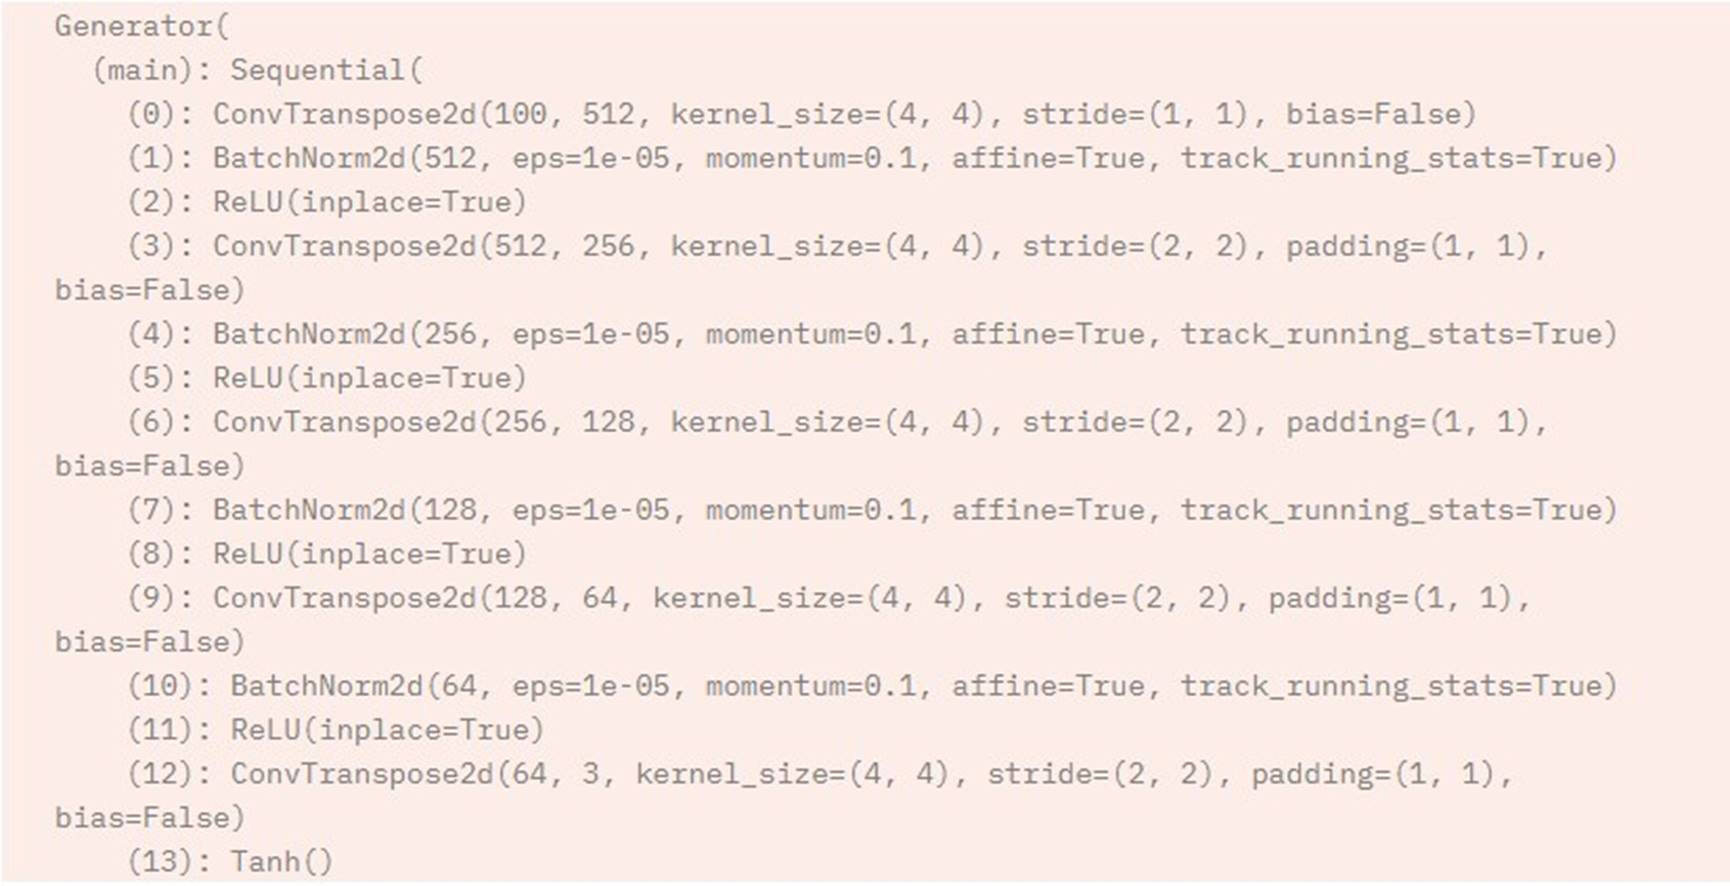 Generator(
  (main): Sequential(
    (0): ConvTranspose2d(100, 512, kernel_size=(4, 4), stride=(1, 1), bias=False)
    (1): BatchNorm2d(512, eps=1e-05, momentum=0.1, affine=True, track_running_stats=True)
    (2): ReLU(inplace=True)
    (3): ConvTranspose2d(512, 256, kernel_size=(4, 4), stride=(2, 2), padding=(1, 1),
bias=False)
    (4): BatchNorm2d(256, eps=1e-05, momentum=0.1, affine=True, track_running_stats=True)
    (5): ReLU(inplace=True)
    (6): ConvTranspose2d(256, 128, kernel_size=(4, 4), stride=(2, 2), padding=(1, 1),
bias=False)
    (7): BatchNorm2d(128, eps=1e-05, momentum=0.1, affine=True, track_running_stats=True)
    (8): ReLU(inplace=True)
    (9): ConvTranspose2d(128, 64, kernel_size=(4, 4), stride=(2, 2), padding=(1, 1),
bias=False)
    (10): BatchNorm2d(64, eps=1e-05, momentum=0.1, affine=True, track_running_stats=True)
    (11): ReLU(inplace=True)
    (12): ConvTranspose2d(64, 3, kernel_size=(4, 4), stride=(2, 2), padding=(1, 1),
bias=False)
    (13): Tanh()